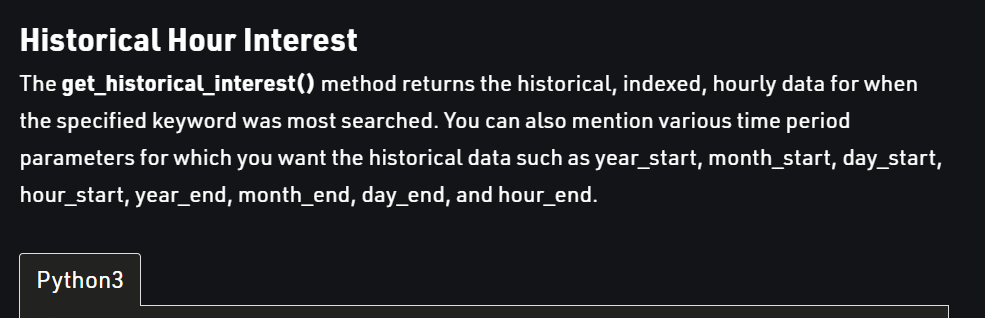 Historical Hour Interest
The get_historical_interest() method returns the historical, indexed, hourly data for when
the specified keyword was most searched. You can also mention various time period
parameters for which you want the historical data such as year_start, month_start, day_start,
hour_start, year_end, month_end, day_end, and hour_end.
Python3